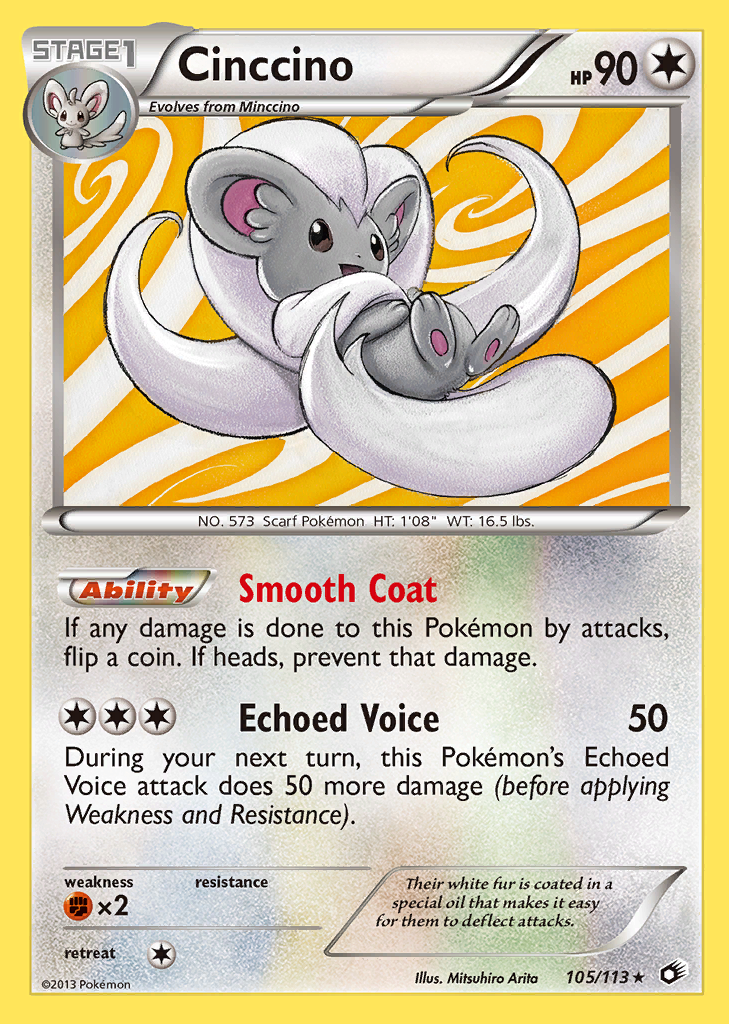 STAGE1
Cinccino
HP 90
Evolves from Minccino
NO. 573 Scarf Pokémon HT: 1'08" WT: 16.5 lbs.
Ability Smooth Coat
If any damage is done to this Pokémon by attacks,
flip a coin. If heads, prevent that damage.
Echoed Voice 50
During your next turn, this Pokémon's Echoed
Voice attack does 50 more damage (before applying
Weakness and Resistance).
weakness resistance
×2
Their white fur is coated in a
special oil that makes it easy
for them to deflect attacks.
retreat
©2013 Pokémon
Illus. Mitsuhiro Arita 105/113 ★